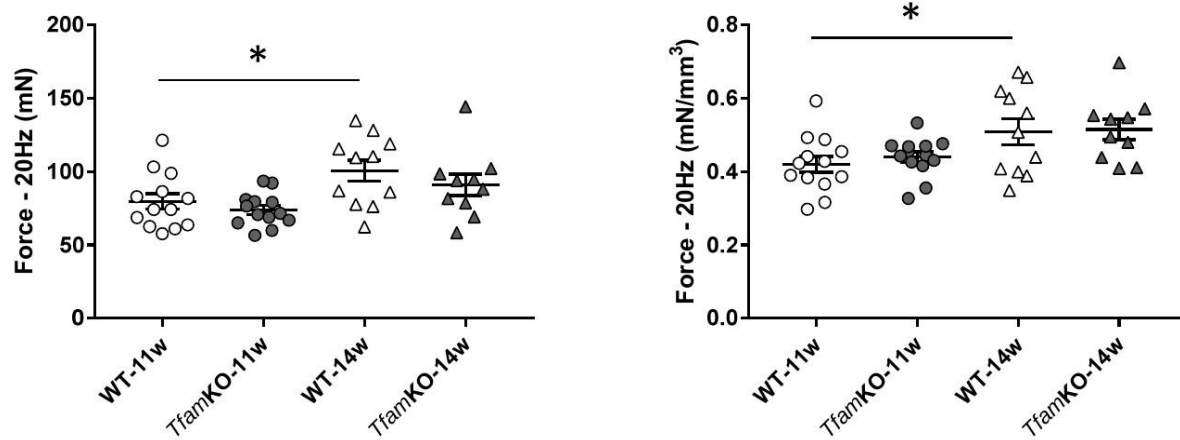 200
150
100
50
0
Force - 20Hz (mN)
*
WT-11w
TfamKO-11w
WT-14w
TfamKO-14w
0.8
0.6
0.4
0.2
0.0
Force - 20Hz (mN/mm³)
*
WT-11w
TfamKO-11w
WT-14w
TfamKO-14w